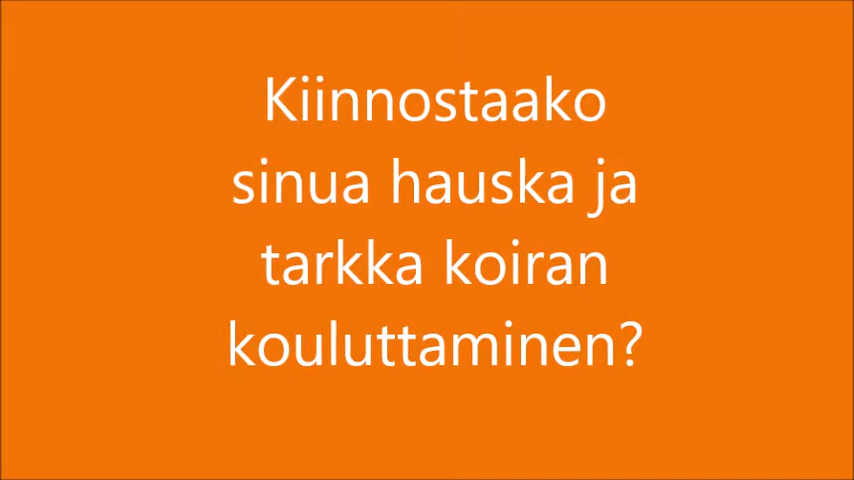 Kiinnostaako
sinua hauska ja
tarkka koiran
kouluttaminen?